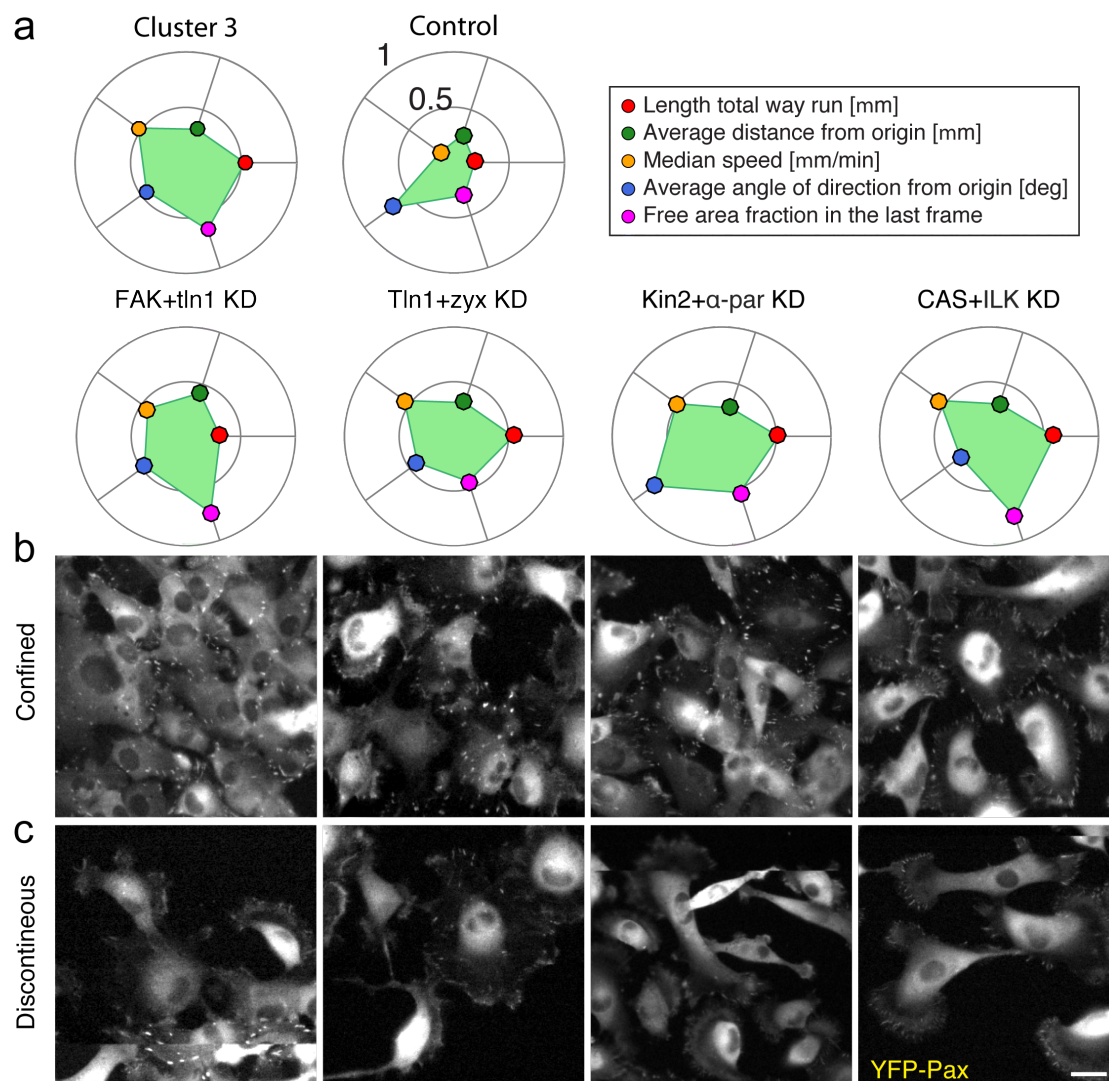 a
Cluster 3
Control
1
0.5
Length total way run [mm]
Average distance from origin [mm]
Median speed [mm/min]
Average angle of direction from origin [deg]
Free area fraction in the last frame
FAK+tln1 KD
Tln1+zyx KD
Kin2+α-par KD
CAS+ILK KD
b
Confined
c
Discontineous
YFP-Pax